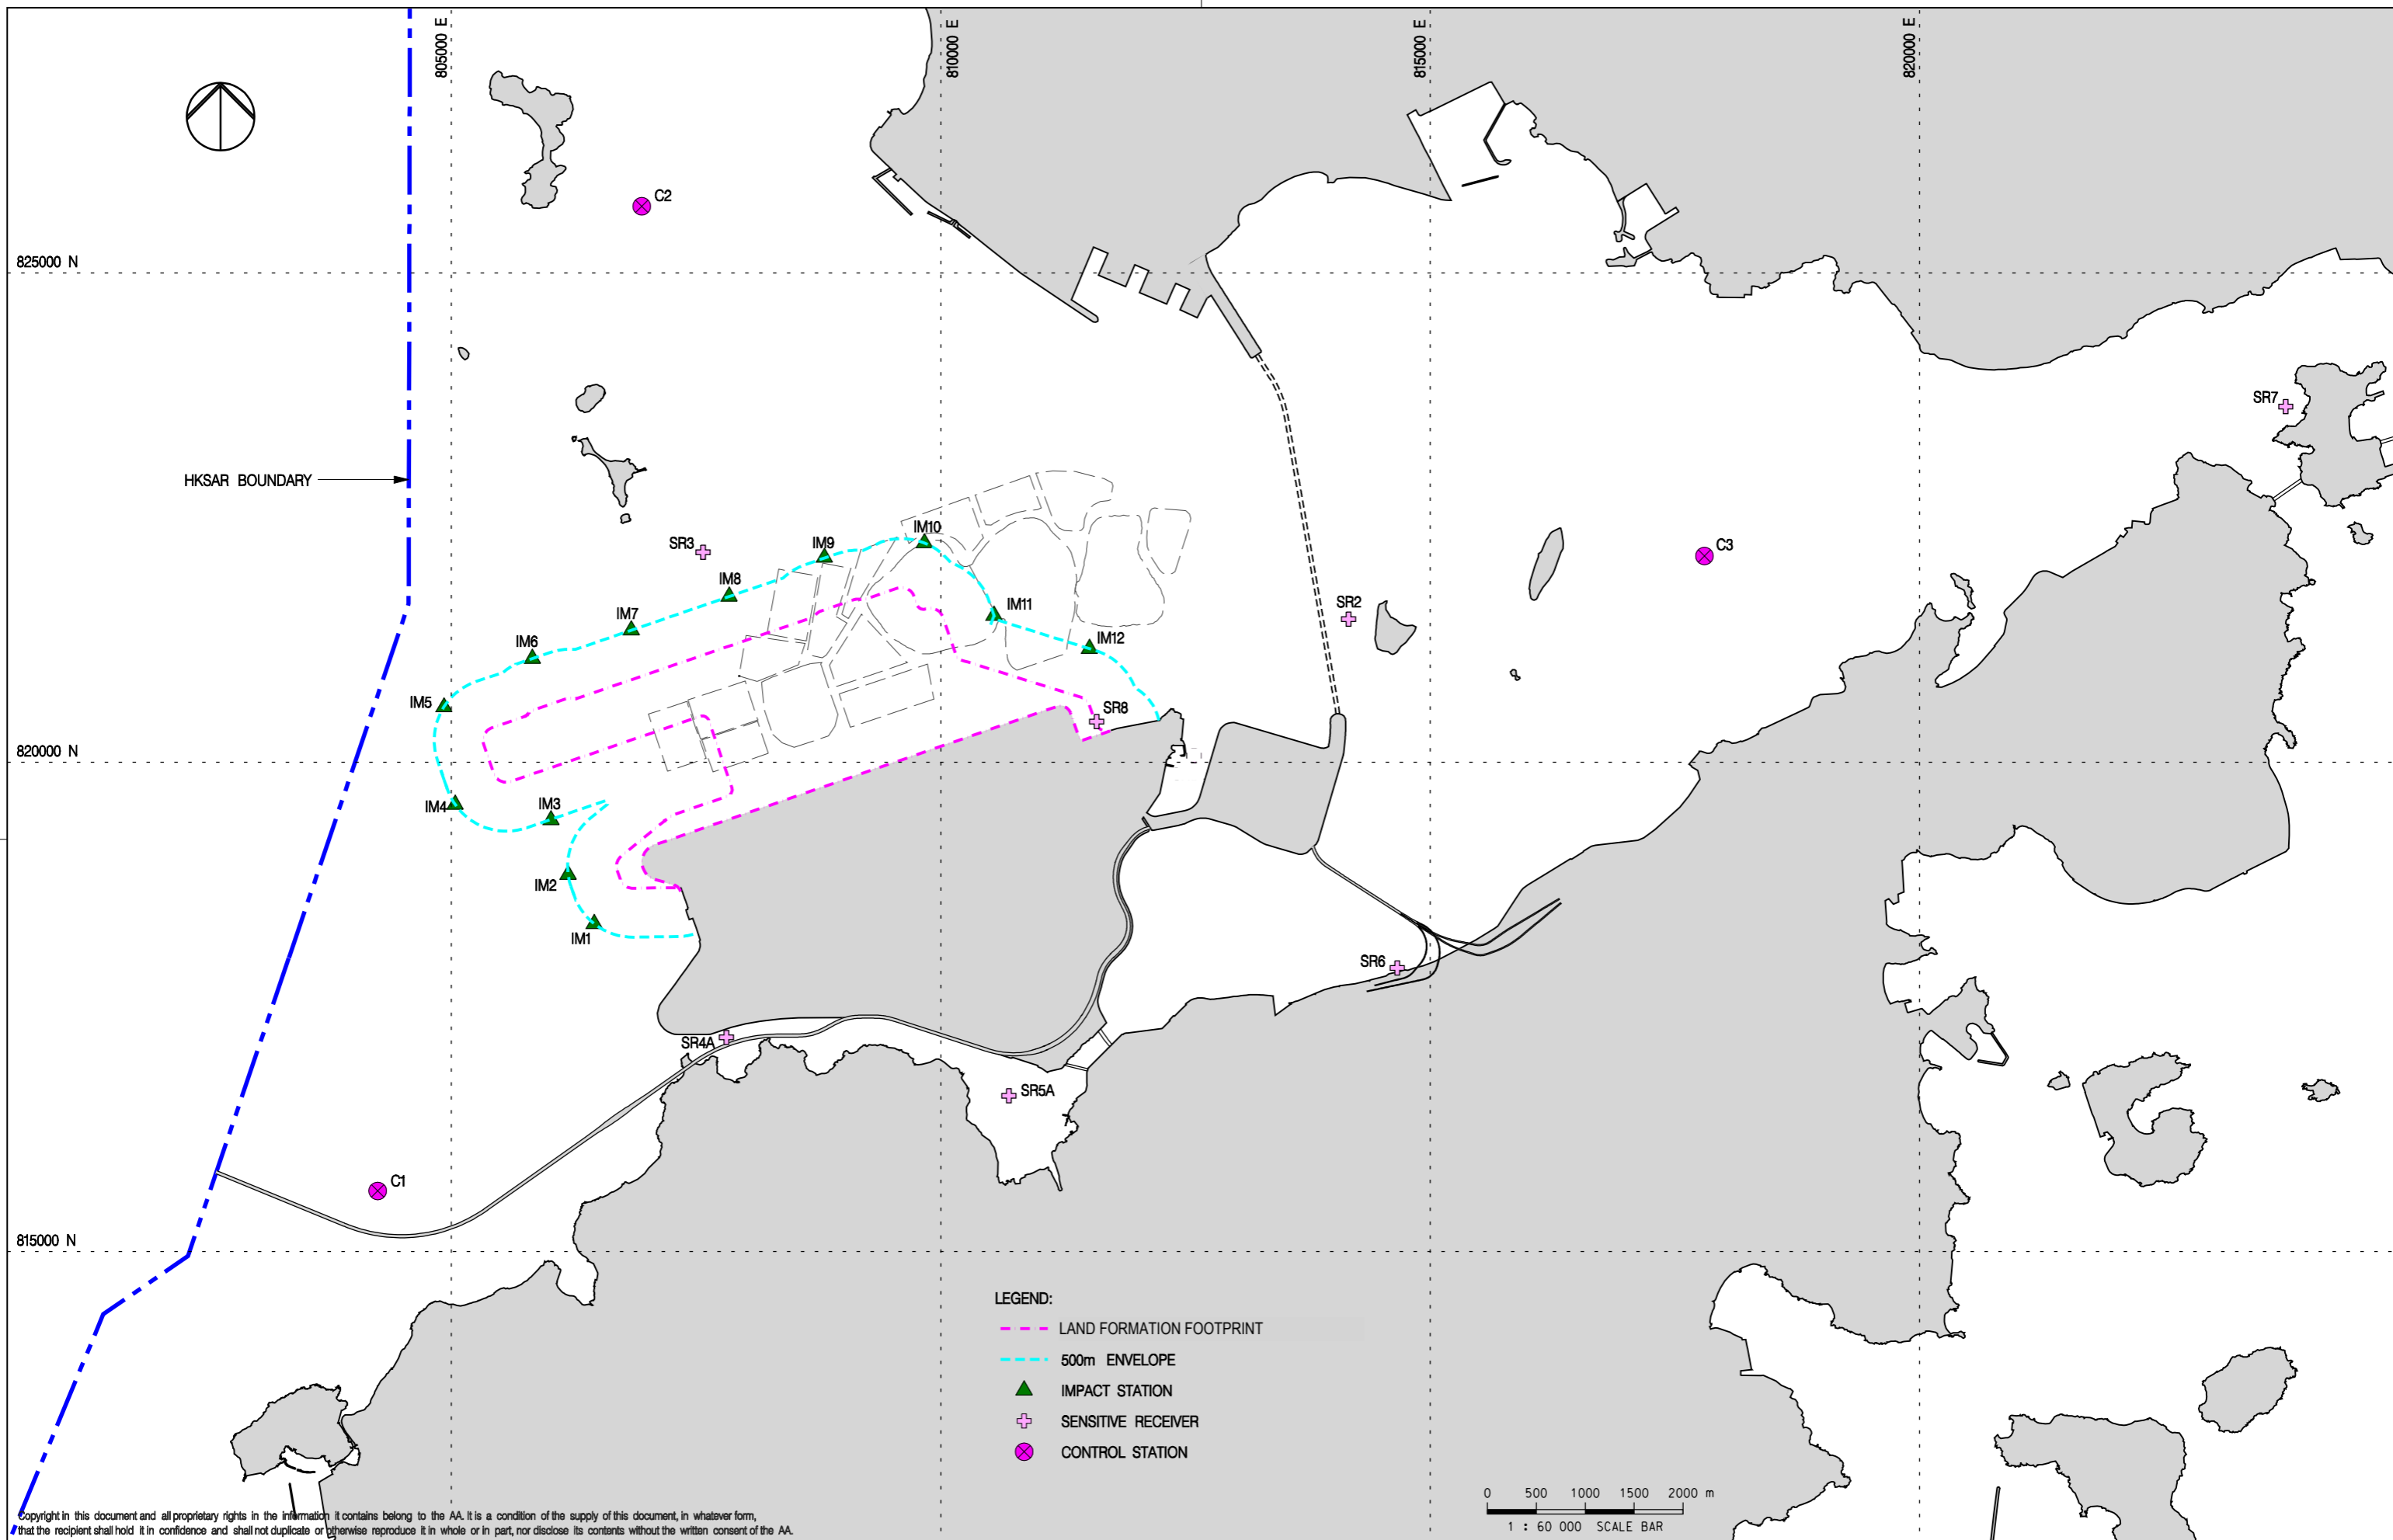 805000 E
810000 E
815000 E
820000 E
C2
825000 N
SR7
HKSAR BOUNDARY
IM10
IM9
SR3
C3
IM8
SR2
IM11
IM7
IM12
IM6
IM5
SR8
820000 N
IM4
IM3
IM2
IM1
SR6
SR4A
SR5A
C1
815000 N
LEGEND:
LAND FORMATION FOOTPRINT
500m ENVELOPE
IMPACT STATION
SENSITIVE RECEIVER
CONTROL STATION
0 500 1000 1500 2000 m
1 : 60 000 SCALE BAR
Copyright in this document and all proprietary rights in the information it contains belong to the AA. It is a condition of the supply of this document, in whatever form,
that the recipient shall hold it in confidence and shall not duplicate or otherwise reproduce it in whole or in part, nor disclose its contents without the written consent of the AA.